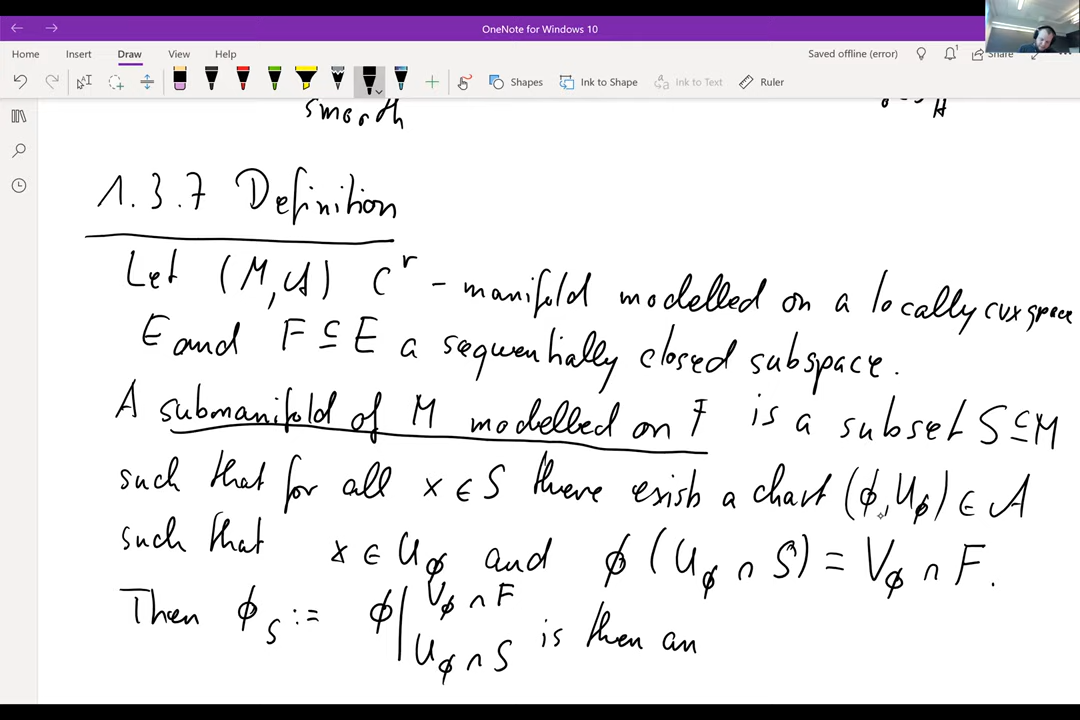 OneNote for Windows 10
Home Insert Draw View Help Saved offline (error) Share
Shapes Ink to Shape Ink to Text Ruler
smooth
1.3.7 Definition
Let (M,A) C^r - manifold modelled on a locally cvx space
E and F ⊆ E a sequentially closed subspace.
A submanifold of M modelled on F is a subset S ⊆ M
such that for all x ∈ S there exists a chart (ϕ, U_ϕ) ∈ A
such that x ∈ U_ϕ and ϕ(U_ϕ ∩ S) = V_ϕ ∩ F.
Then ϕ_S := ϕ|_{U_ϕ ∩ S}^{V_ϕ ∩ F} is then an